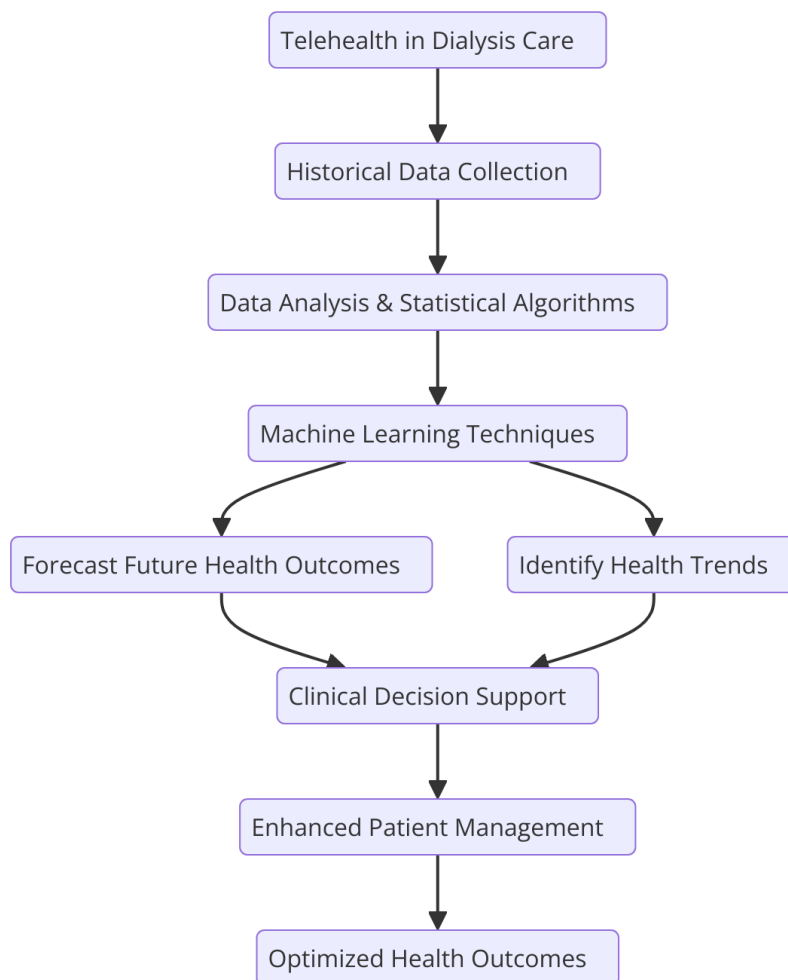 Telehealth in Dialysis Care
Historical Data Collection
Data Analysis & Statistical Algorithms
Machine Learning Techniques
Forecast Future Health Outcomes
Identify Health Trends
Clinical Decision Support
Enhanced Patient Management
Optimized Health Outcomes